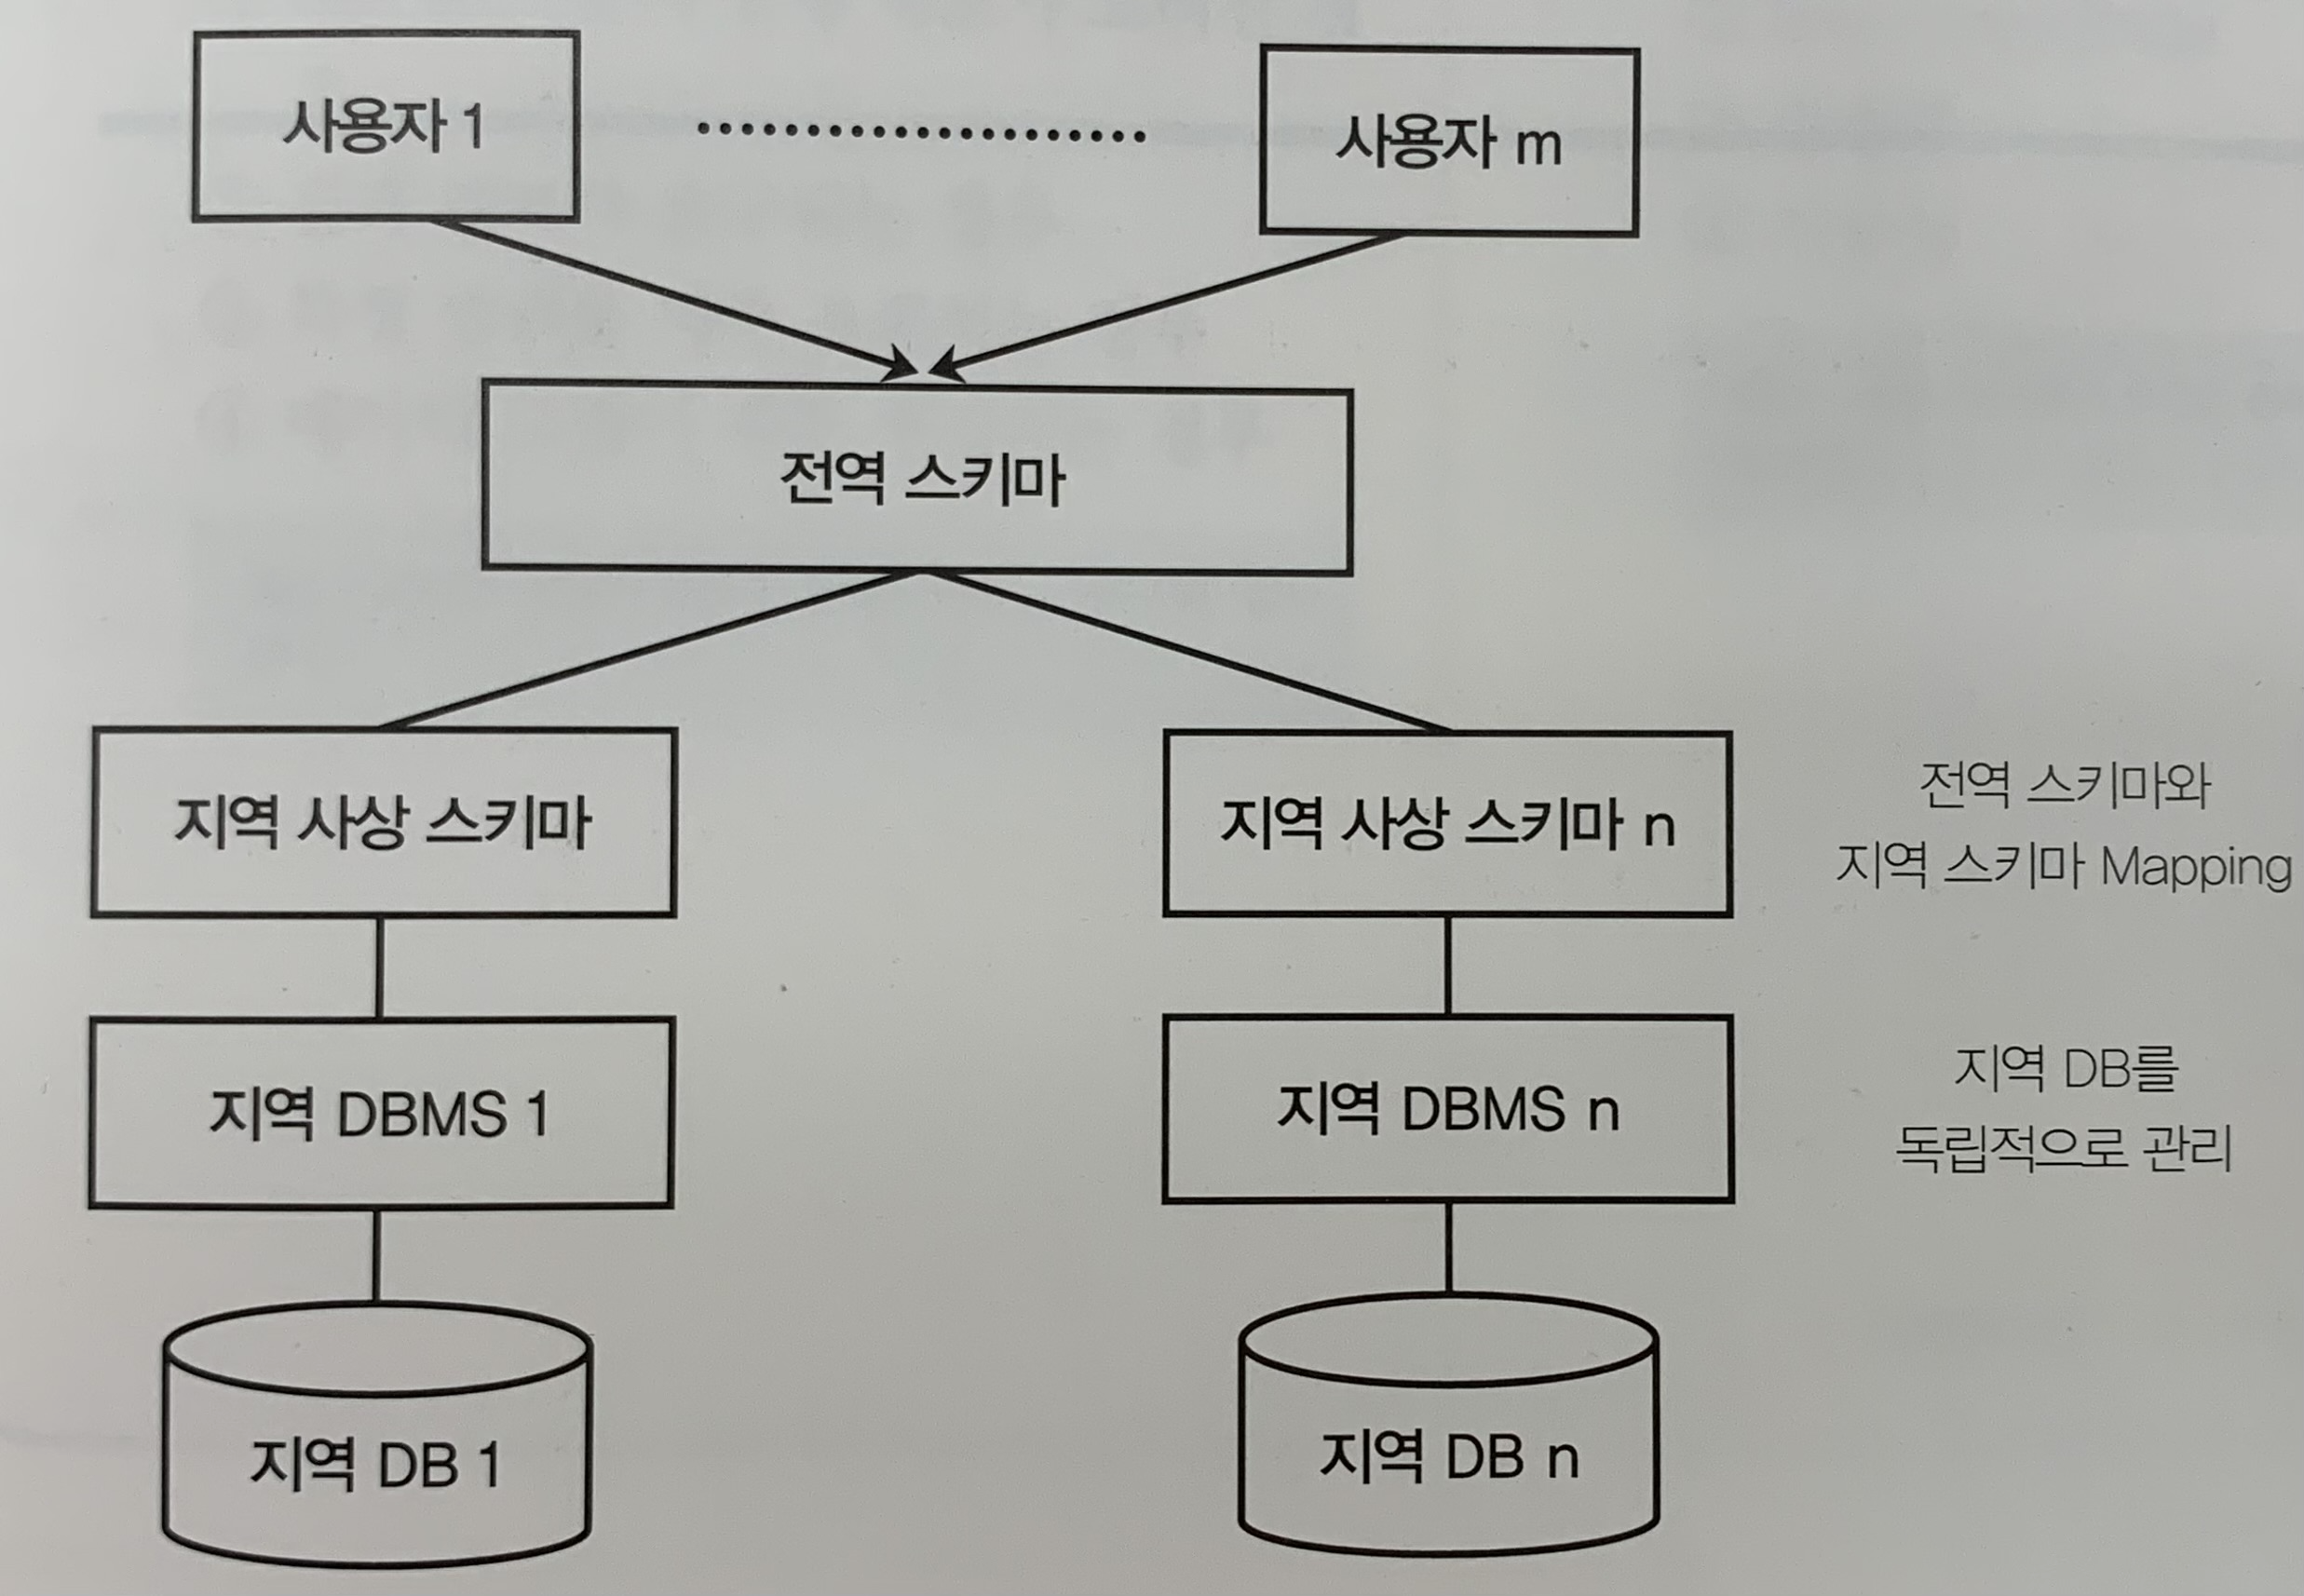 사용자 1
사용자 m
전역 스키마
지역 사상 스키마
지역 사상 스키마 n
전역 스키마와
지역 스키마 Mapping
지역 DBMS 1
지역 DBMS n
지역 DB를
독립적으로 관리
지역 DB 1
지역 DB n